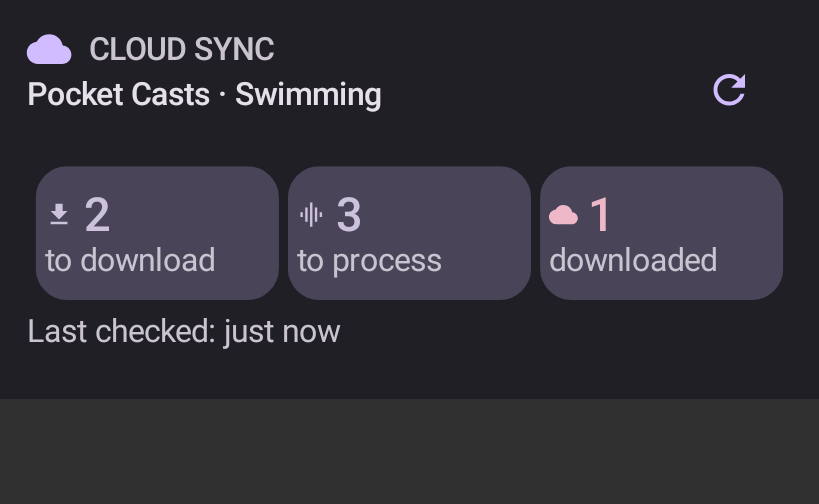 CLOUD SYNC
Pocket Casts · Swimming
2
to download
3
to process
1
downloaded
Last checked: just now